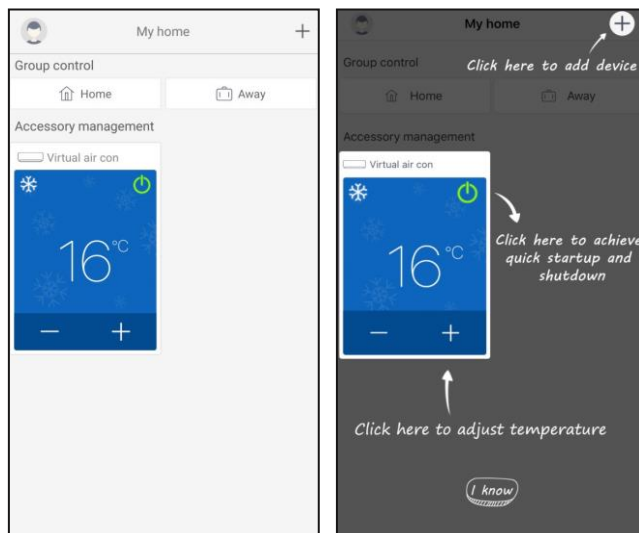 My home
+
Group control
Home
Away
Accessory management
Virtual air con
16°C
— +
My home
+
Click here to add device
Group control
Home
Away
Accessory management
Virtual air con
16°C
— +
Click here to achieve
quick startup and
shutdown
Click here to adjust temperature
I know